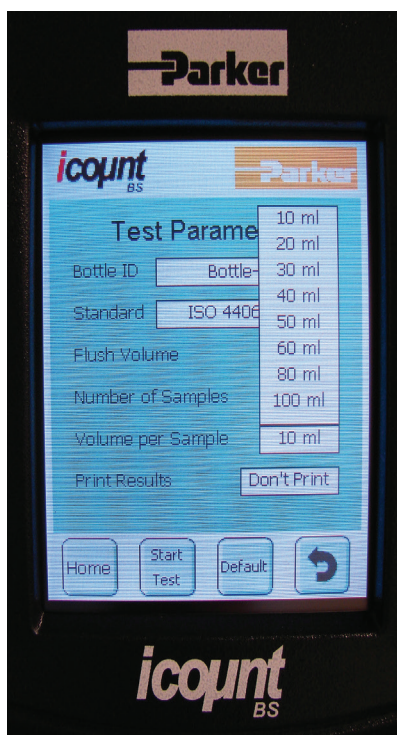 Parker
icount
BS
Parker
Test Parame
Bottle ID
Bottle-
Standard
ISO 4406
Flush Volume
Number of Samples
Volume per Sample
10 ml
Print Results
Don't Print
10 ml
20 ml
30 ml
40 ml
50 ml
60 ml
80 ml
100 ml
Home
Start
Test
Default
icount
BS